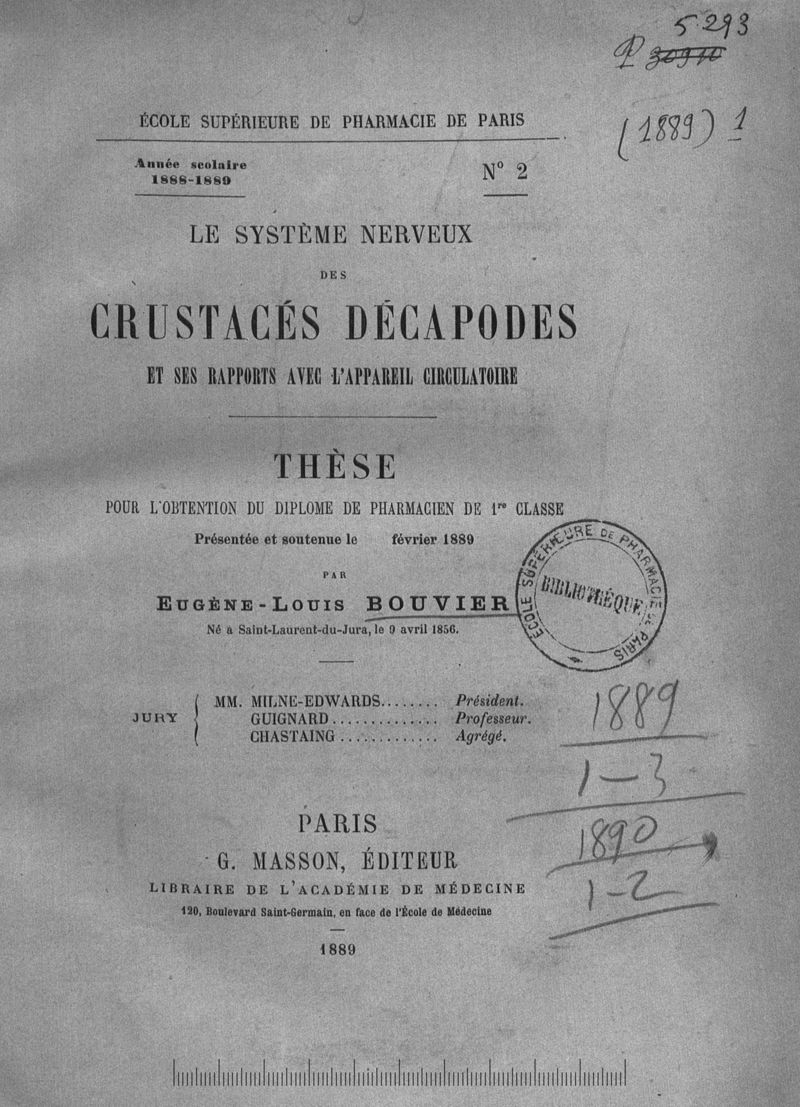 5.293
P 30910
ÉCOLE SUPÉRIEURE DE PHARMACIE DE PARIS
(1889) 1
Année scolaire
1888-1889
N° 2
LE SYSTÈME NERVEUX
DES
CRUSTACÉS DÉCAPODES
ET SES RAPPORTS AVEC L'APPAREIL CIRCULATOIRE
THÈSE
POUR L'OBTENTION DU DIPLOME DE PHARMACIEN DE 1re CLASSE
Présentée et soutenue le février 1889
PAR
EUGÈNE-LOUIS BOUVIER
Né a Saint-Laurent-du-Jura, le 9 avril 1856.
ÉCOLE SUPÉRIEURE DE PHARMACIE DE PARIS
BIBLIOTHÈQUE
JURY
MM. MILNE-EDWARDS........ Président.
GUIGNARD.............. Professeur.
CHASTAING............. Agrégé.
1889
1-3
1890
1-2
PARIS
G. MASSON, ÉDITEUR
LIBRAIRE DE L'ACADÉMIE DE MÉDECINE
120, Boulevard Saint-Germain, en face de l'École de Médecine
1889